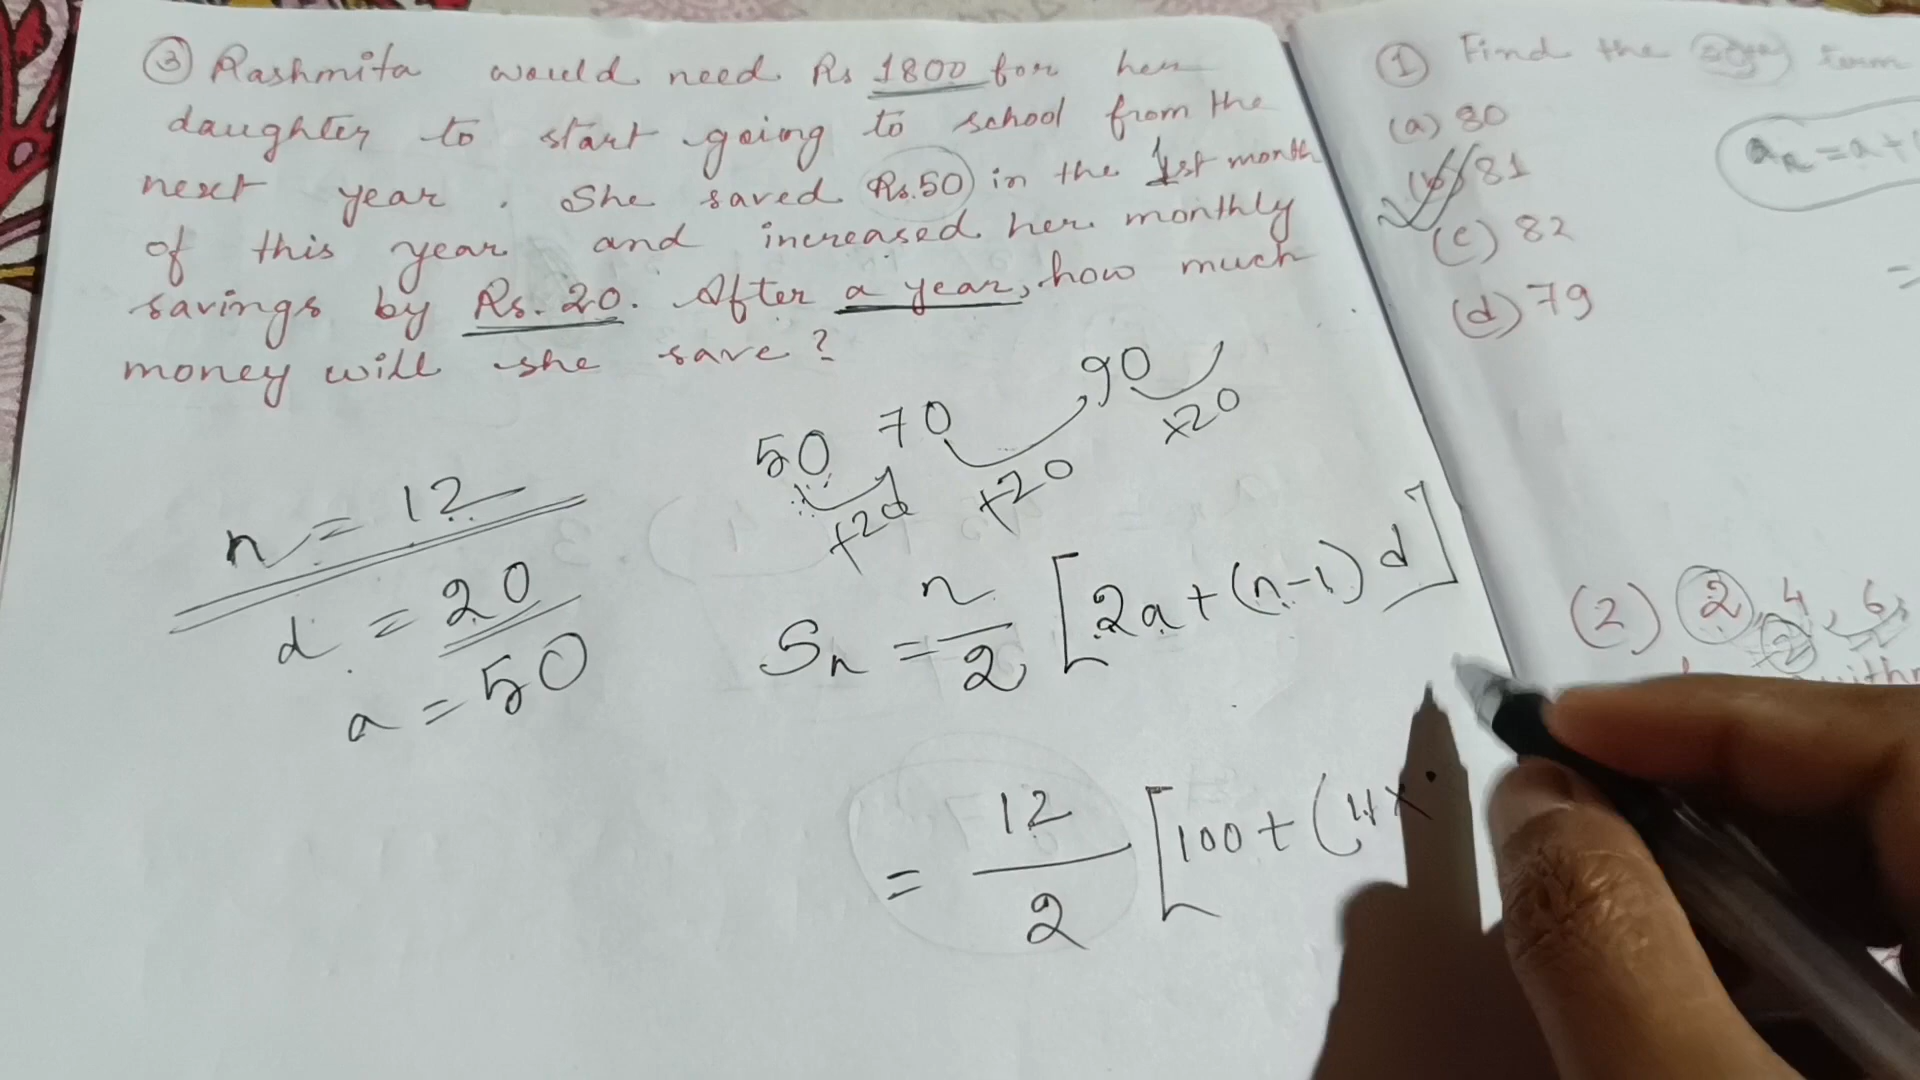 ③ Rashmita would need Rs 1800 for her
daughter to start going to school from the
next year. She saved Rs.50 in the 1st month
of this year and increased her monthly
savings by Rs. 20. After a year, how much
money will she save?
50 70 90
+20 +20 +20
n = 12
d = 20
a = 50
Sn = n/2 [2a+(n-1)d]
= 12/2 [100+(11×
① Find the term
(a) 80
(b) 81
(c) 82
(d) 79
an = a+
=
(2) 2, 4, 6,
2